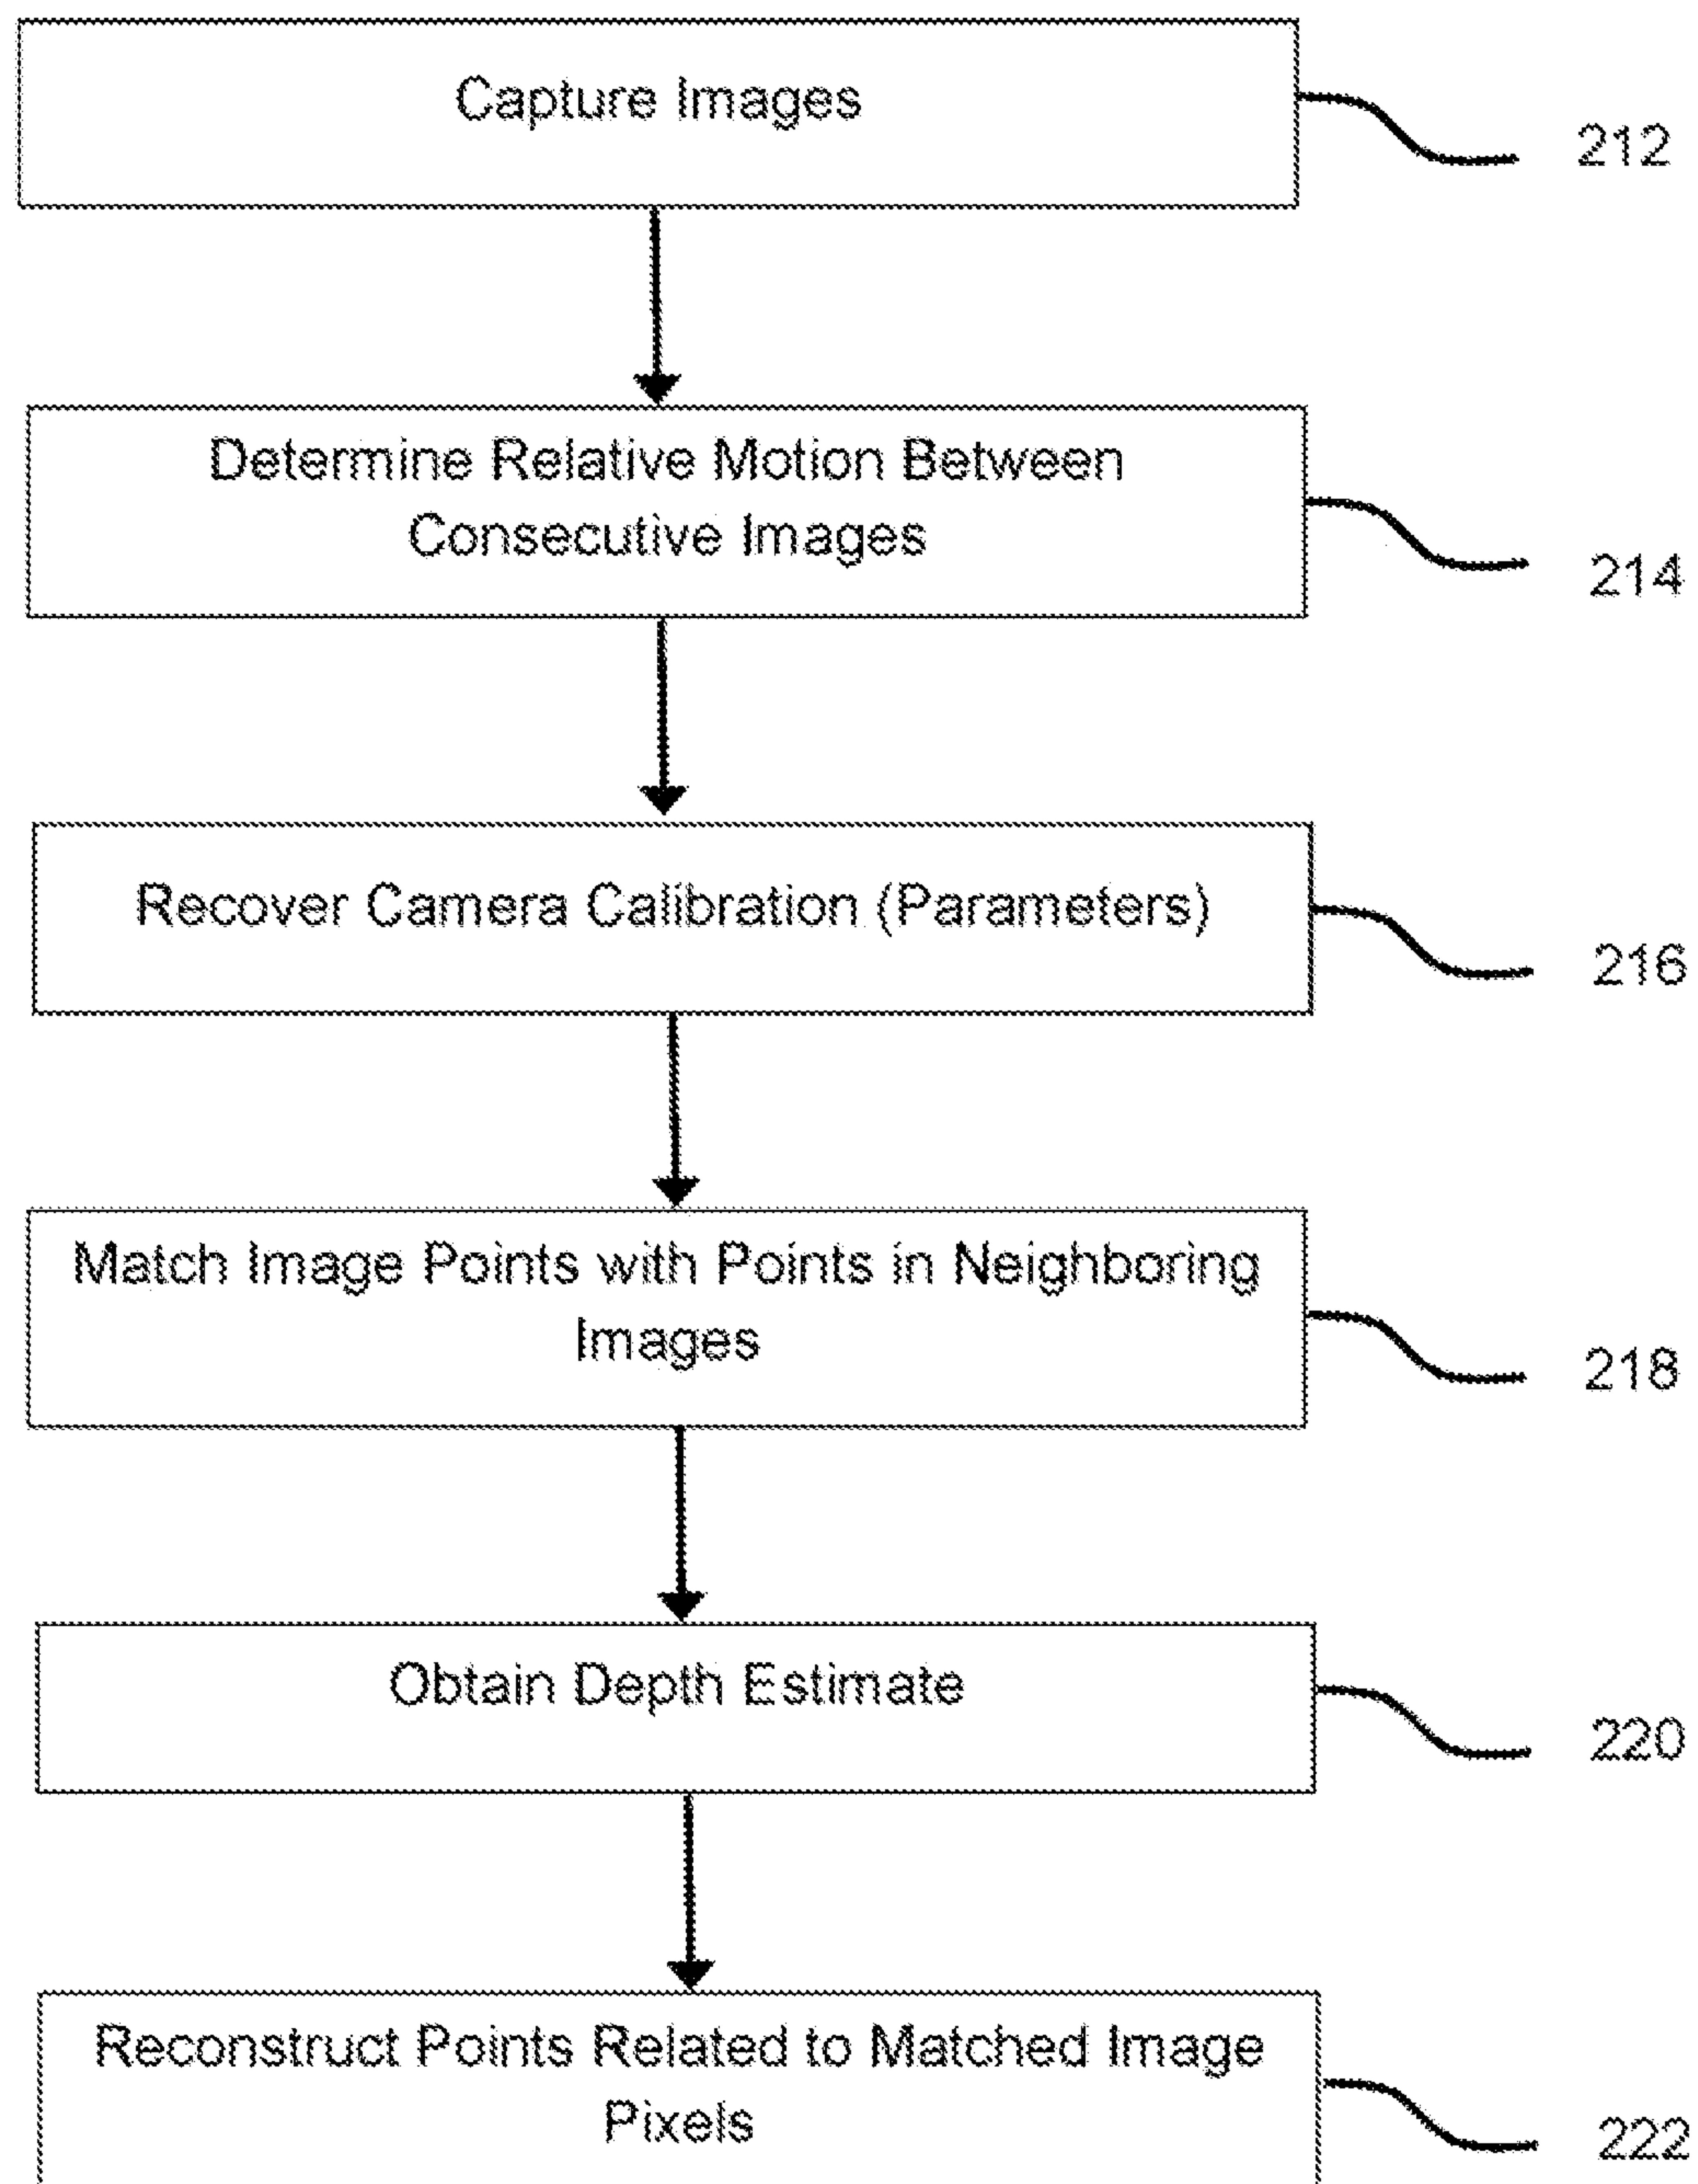 Capture Images
212
Determine Relative Motion Between
Consecutive Images
214
Recover Camera Calibration (Parameters)
216
Match Image Points with Points in Neighboring
Images
218
Obtain Depth Estimate
220
Reconstruct Points Related to Matched Image
Pixels
222